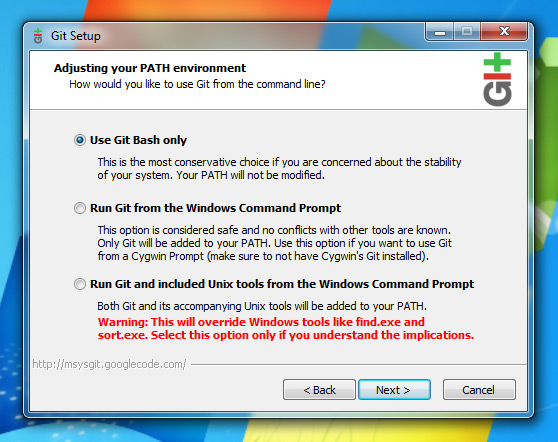 Git Setup
Adjusting your PATH environment
How would you like to use Git from the command line?
GIT
Use Git Bash only
This is the most conservative choice if you are concerned about the stability
of your system. Your PATH will not be modified.
Run Git from the Windows Command Prompt
This option is considered safe and no conflicts with other tools are known.
Only Git will be added to your PATH. Use this option if you want to use Git
from a Cygwin Prompt (make sure to not have Cygwin's Git installed).
Run Git and included Unix tools from the Windows Command Prompt
Both Git and its accompanying Unix tools will be added to your PATH.
Warning: This will override Windows tools like find.exe and
sort.exe. Select this option only if you understand the implications.
http://msysgit.googlecode.com/
< Back Next > Cancel